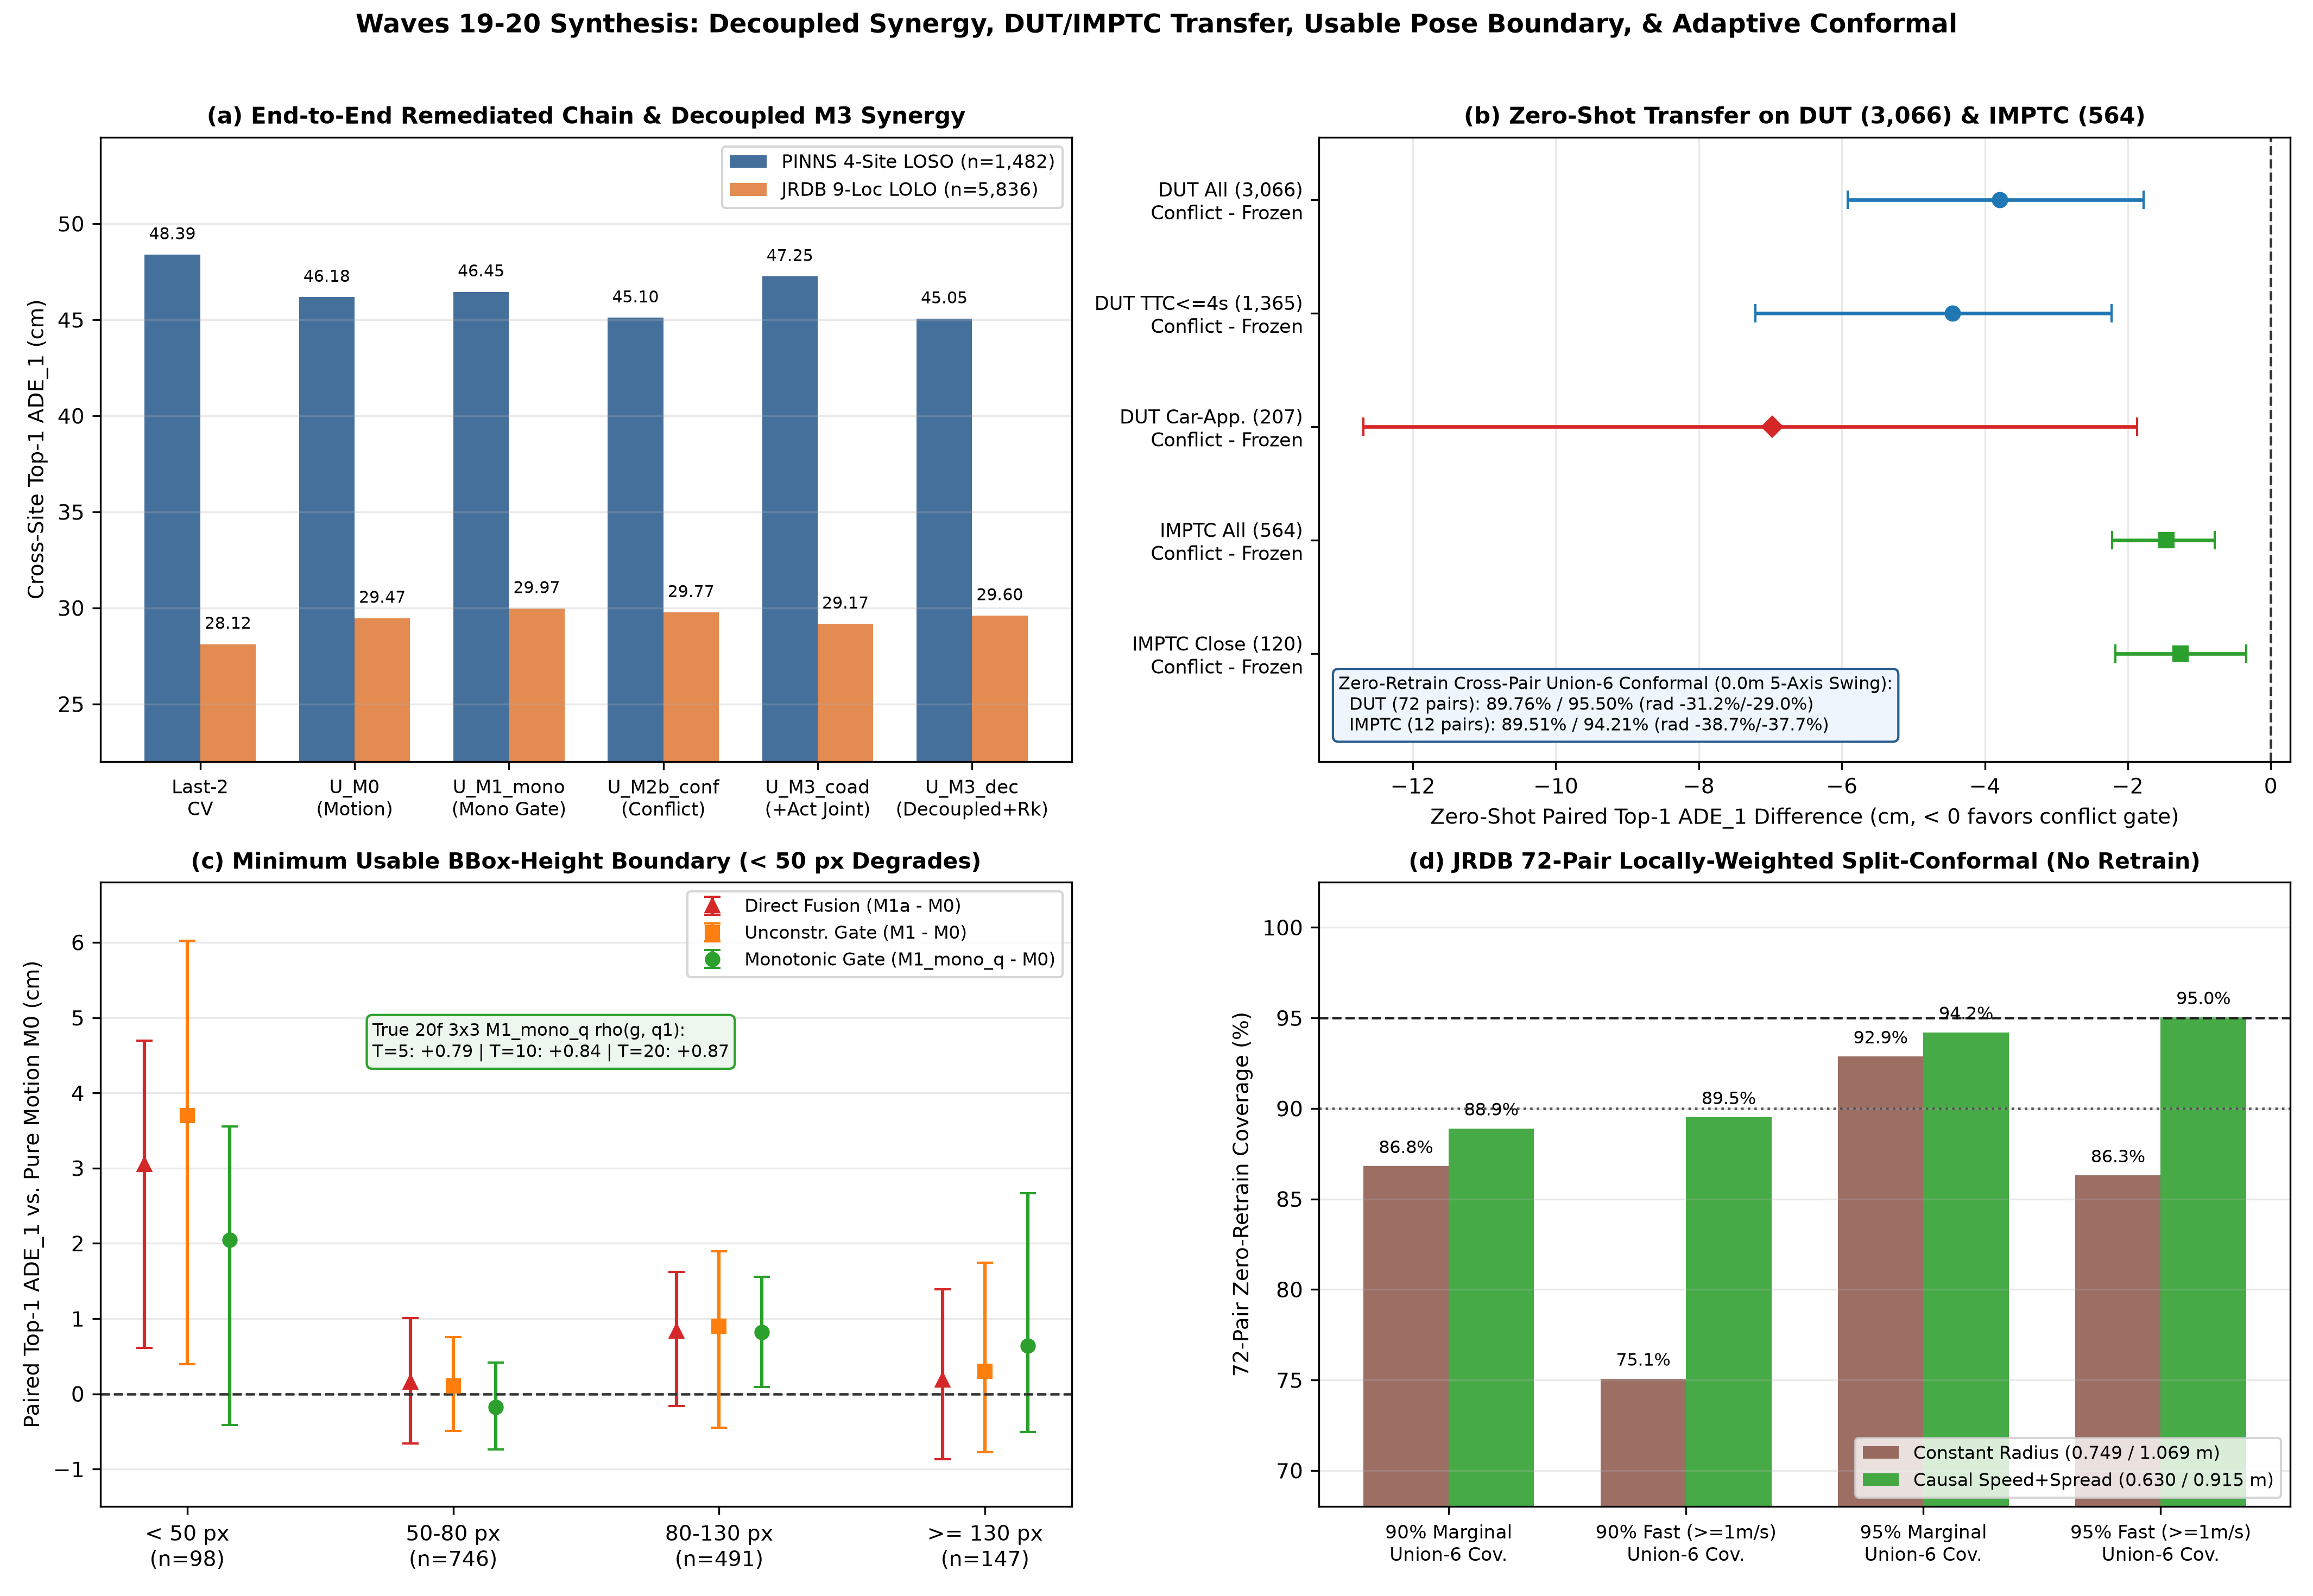 Waves 19-20 Synthesis: Decoupled Synergy, DUT/IMPTC Transfer, Usable Pose Boundary, & Adaptive Conformal
(a) End-to-End Remediated Chain & Decoupled M3 Synergy
PINNS 4-Site LOSO (n=1,482)
JRDB 9-Loc LOLO (n=5,836)
Cross-Site Top-1 ADE_1 (cm)
50
45
40
35
30
25
48.39
46.18
46.45
45.10
47.25
45.05
28.12
29.47
29.97
29.77
29.17
29.60
Last-2
CV
U_M0
(Motion)
U_M1_mono
(Mono Gate)
U_M2b_conf
(Conflict)
U_M3_coad
(+Act Joint)
U_M3_dec
(Decoupled+Rk)
(b) Zero-Shot Transfer on DUT (3,066) & IMPTC (564)
DUT All (3,066)
Conflict - Frozen
DUT TTC<=4s (1,365)
Conflict - Frozen
DUT Car-App. (207)
Conflict - Frozen
IMPTC All (564)
Conflict - Frozen
IMPTC Close (120)
Conflict - Frozen
Zero-Retrain Cross-Pair Union-6 Conformal (0.0m 5-Axis Swing):
DUT (72 pairs): 89.76% / 95.50% (rad -31.2%/-29.0%)
IMPTC (12 pairs): 89.51% / 94.21% (rad -38.7%/-37.7%)
−12
−10
−8
−6
−4
−2
0
Zero-Shot Paired Top-1 ADE_1 Difference (cm, < 0 favors conflict gate)
(c) Minimum Usable BBox-Height Boundary (< 50 px Degrades)
Direct Fusion (M1a - M0)
Unconstr. Gate (M1 - M0)
Monotonic Gate (M1_mono_q - M0)
True 20f 3x3 M1_mono_q rho(g, q1):
T=5: +0.79 | T=10: +0.84 | T=20: +0.87
Paired Top-1 ADE_1 vs. Pure Motion M0 (cm)
6
5
4
3
2
1
0
−1
< 50 px
(n=98)
50-80 px
(n=746)
80-130 px
(n=491)
>= 130 px
(n=147)
(d) JRDB 72-Pair Locally-Weighted Split-Conformal (No Retrain)
72-Pair Zero-Retrain Coverage (%)
100
95
90
85
80
75
70
86.8%
88.9%
75.1%
89.5%
92.9%
94.2%
86.3%
95.0%
Constant Radius (0.749 / 1.069 m)
Causal Speed+Spread (0.630 / 0.915 m)
90% Marginal
Union-6 Cov.
90% Fast (>=1m/s)
Union-6 Cov.
95% Marginal
Union-6 Cov.
95% Fast (>=1m/s)
Union-6 Cov.